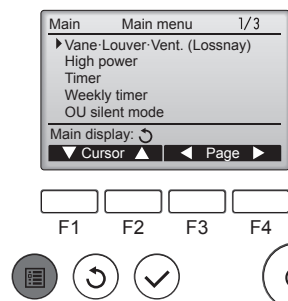 Main Main menu 1/3
Vane·Louver·Vent. (Lossnay)
High power
Timer
Weekly timer
OU silent mode
Main display:
Cursor Page
F1 F2 F3 F4